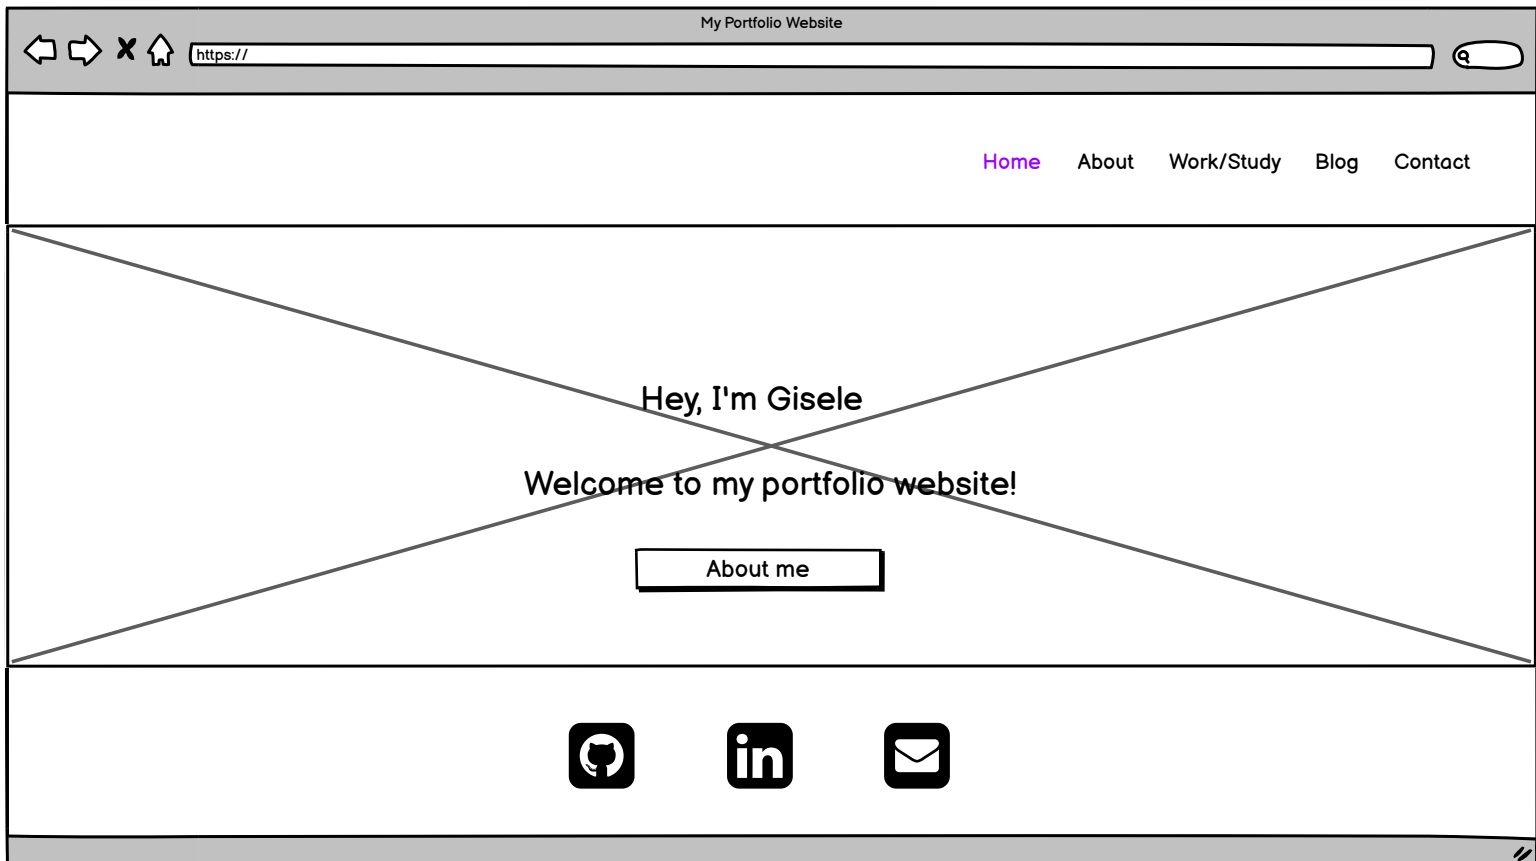 My Portfolio Website
https://
Home About Work/Study Blog Contact
Hey, I'm Gisele
Welcome to my portfolio website!
About me
in